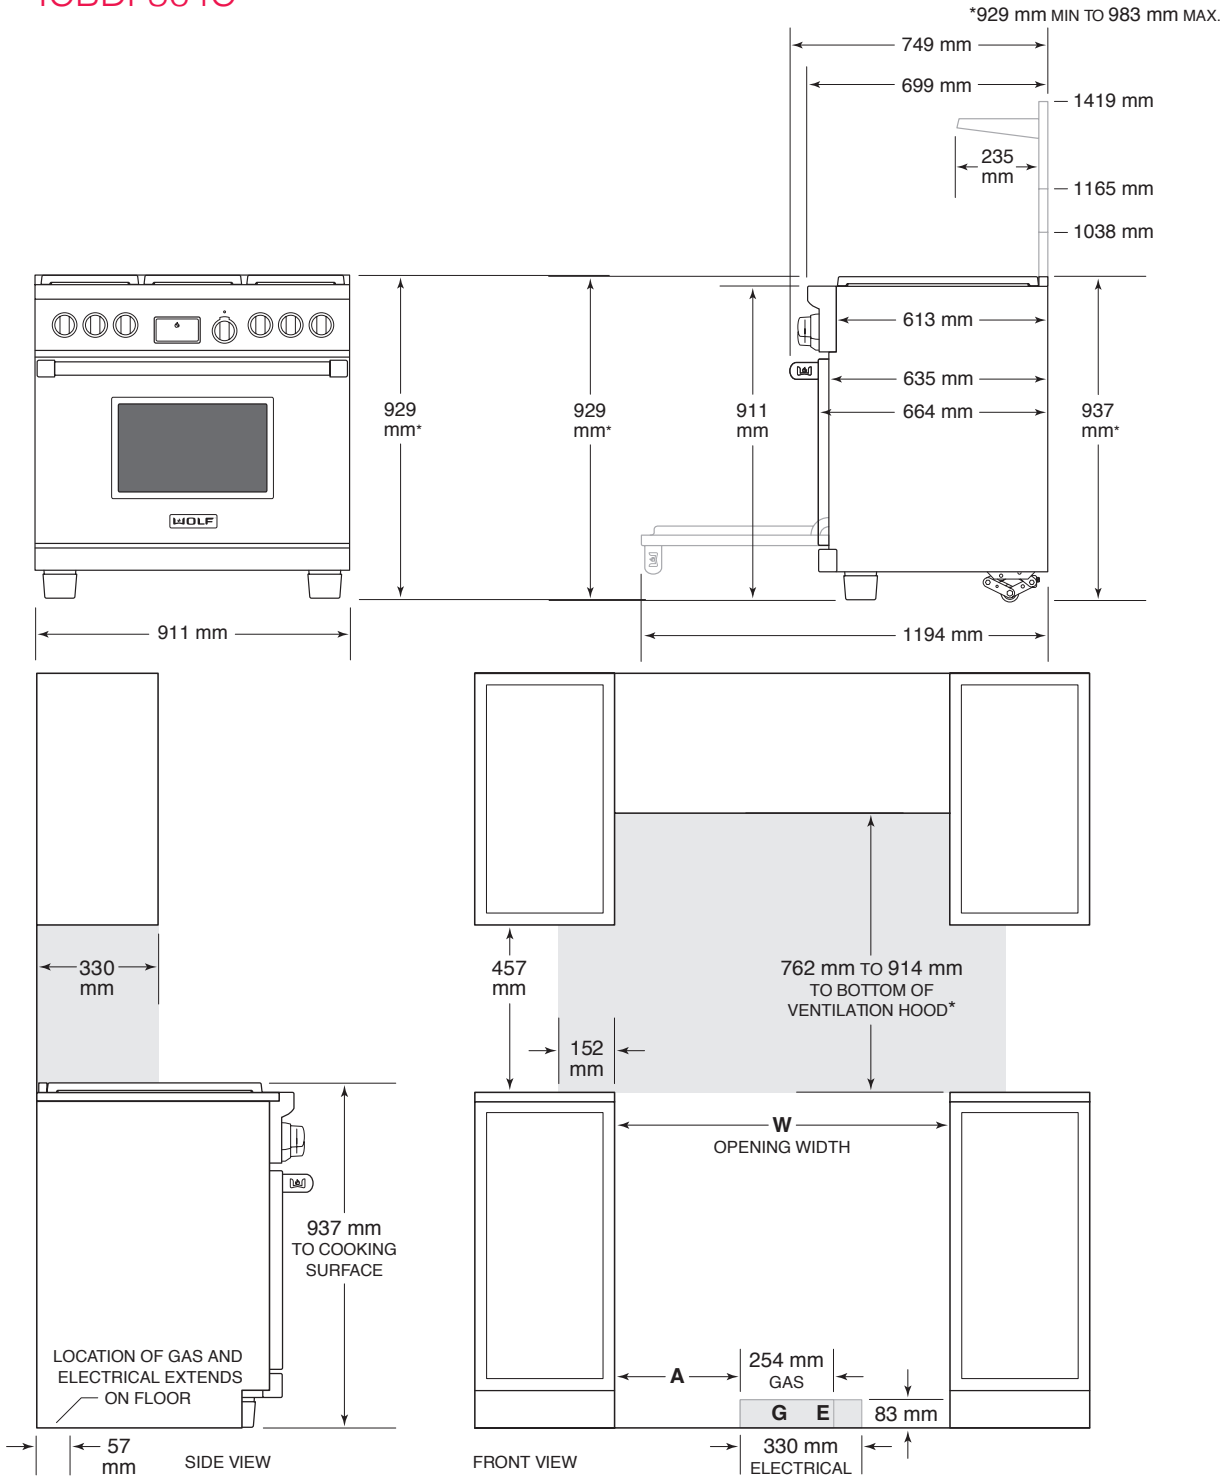 *929 mm MIN TO 983 mm MAX.
749 mm
699 mm
1419 mm
235
mm
1165 mm
1038 mm
613 mm
635 mm
664 mm
929
mm*
929
mm*
911
mm
937
mm*
WOLF
911 mm
1194 mm
330
mm
457
mm
762 mm TO 914 mm
TO BOTTOM OF
VENTILATION HOOD*
152
mm
W
OPENING WIDTH
937 mm
TO COOKING
SURFACE
LOCATION OF GAS AND
ELECTRICAL EXTENDS
ON FLOOR
A
254 mm
GAS
G E
83 mm
57
mm
SIDE VIEW
FRONT VIEW
330 mm
ELECTRICAL